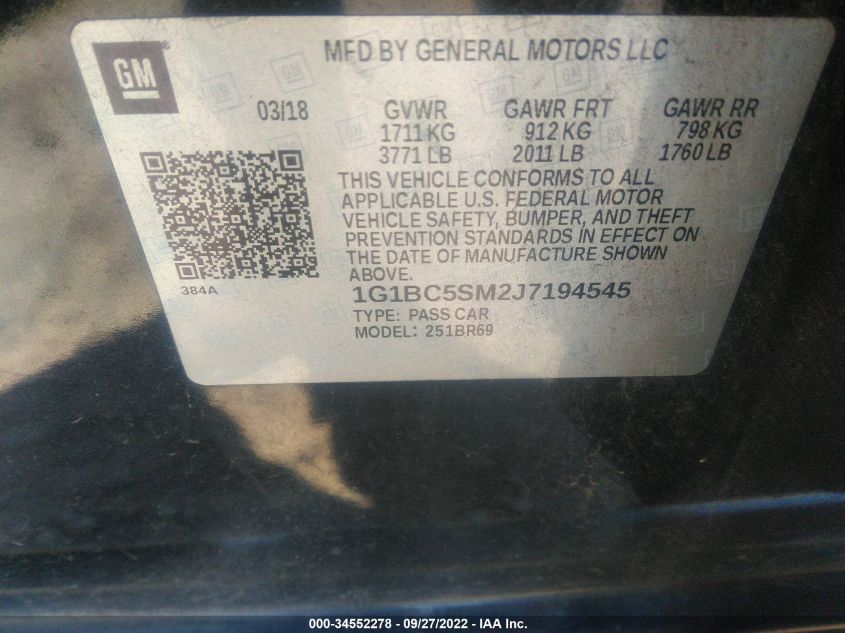 GM
MFD BY GENERAL MOTORS LLC
03/18 GVWR GAWR FRT GAWR RR
1711 KG 912 KG 798 KG
3771 LB 2011 LB 1760 LB
THIS VEHICLE CONFORMS TO ALL
APPLICABLE U.S. FEDERAL MOTOR
VEHICLE SAFETY, BUMPER, AND THEFT
PREVENTION STANDARDS IN EFFECT ON
THE DATE OF MANUFACTURE SHOWN
ABOVE.
384A
1G1BC5SM2J7194545
TYPE: PASS CAR
MODEL: 251BR69
000-34552278 - 09/27/2022 - IAA Inc.